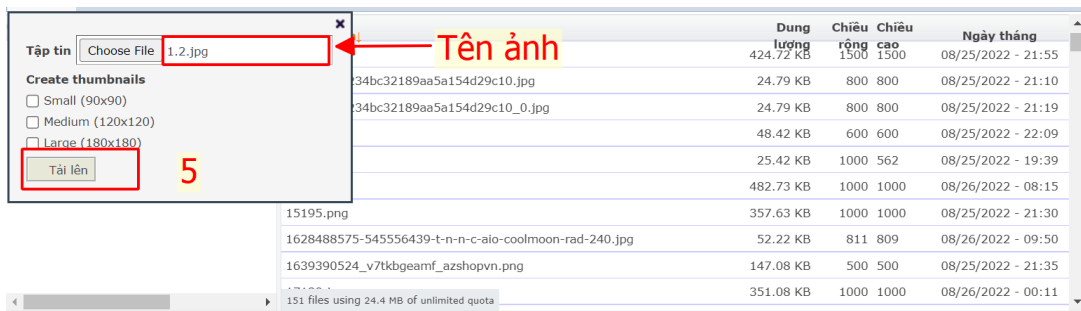 ×
Tập tin Choose File 1.2.jpg
Tên ảnh
Create thumbnails
Small (90x90)
Medium (120x120)
Large (180x180)
Tải lên
5
Dung lượng Chiều rộng Chiều cao Ngày tháng
424.72 KB 1500 1500 08/25/2022 - 21:55
234bc32189aa5a154d29c10.jpg 24.79 KB 800 800 08/25/2022 - 21:10
234bc32189aa5a154d29c10_0.jpg 24.79 KB 800 800 08/25/2022 - 21:19
48.42 KB 600 600 08/25/2022 - 22:09
25.42 KB 1000 562 08/25/2022 - 19:39
482.73 KB 1000 1000 08/26/2022 - 08:15
15195.png 357.63 KB 1000 1000 08/25/2022 - 21:30
1628488575-545556439-t-n-n-c-aio-coolmoon-rad-240.jpg 52.22 KB 811 809 08/26/2022 - 09:50
1639390524_v7tkbgeamf_azshopvn.png 147.08 KB 500 500 08/25/2022 - 21:35
351.08 KB 1000 1000 08/26/2022 - 00:11
151 files using 24.4 MB of unlimited quota